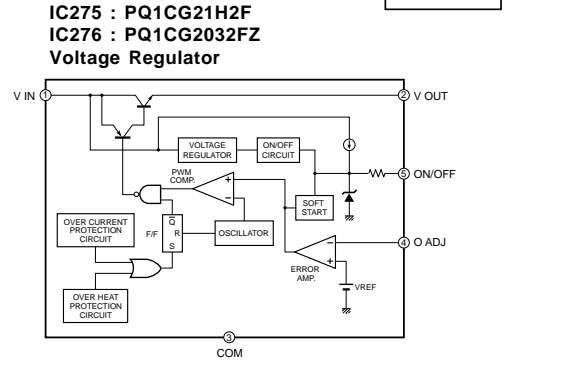 IC275 : PQ1CG21H2F
IC276 : PQ1CG2032FZ
Voltage Regulator
V IN
1
2
V OUT
VOLTAGE
REGULATOR
ON/OFF
CIRCUIT
5
ON/OFF
PWM
COMP.
+
−
SOFT
START
OVER CURRENT
PROTECTION
CIRCUIT
F/F
Q
R
S
OSCILLATOR
4
O ADJ
−
+
ERROR
AMP.
VREF
OVER HEAT
PROTECTION
CIRCUIT
3
COM